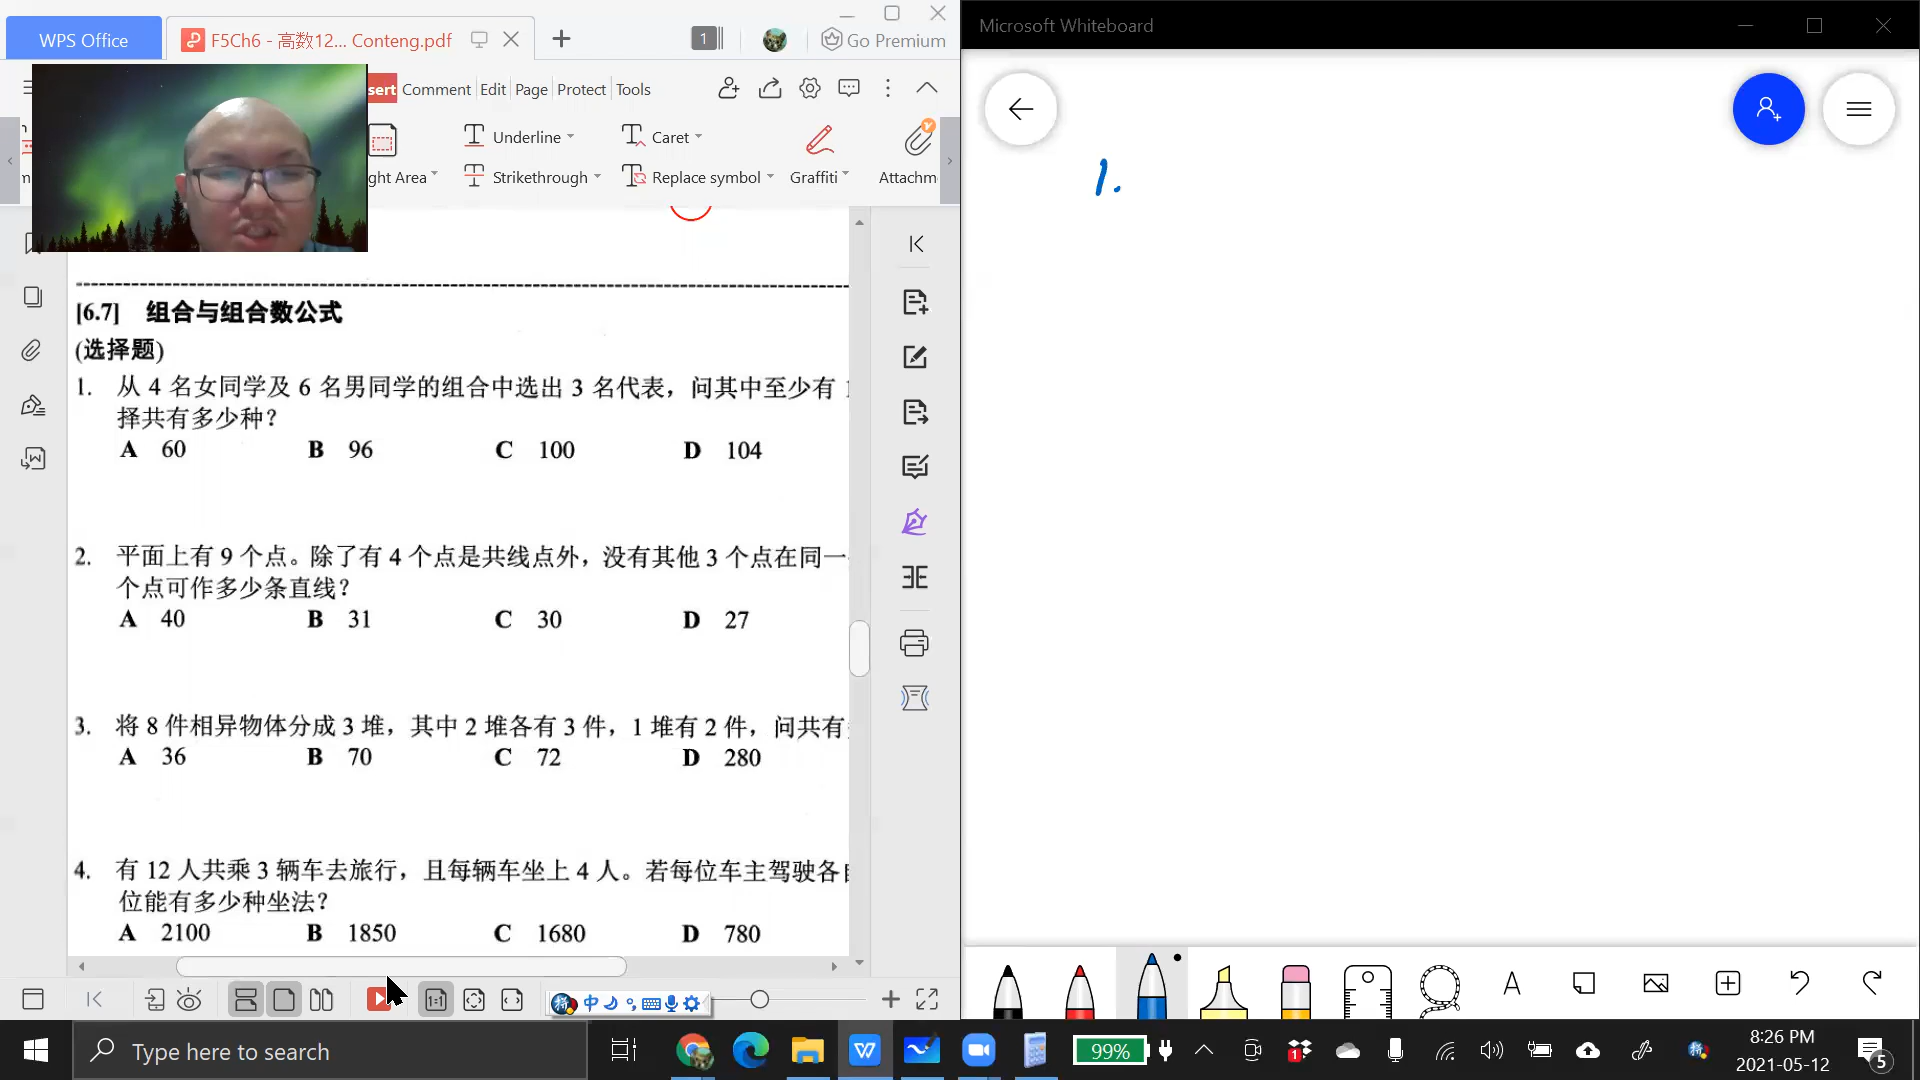 WPS Office
F5Ch6 - 高数12... Conteng.pdf
1
Go Premium
Microsoft Whiteboard
Comment Edit Page Protect Tools
Underline
Caret
Strikethrough
Replace symbol
Graffiti
Attachm
ght Area
1.
[6.7] 组合与组合数公式
(选择题)
1. 从 4 名女同学及 6 名男同学的组合中选出 3 名代表，问其中至少有
择共有多少种？
A 60 B 96 C 100 D 104
2. 平面上有 9 个点。除了有 4 个点是共线点外，没有其他 3 个点在同一
个点可作多少条直线？
A 40 B 31 C 30 D 27
3. 将 8 件相异物体分成 3 堆，其中 2 堆各有 3 件，1 堆有 2 件，问共有
A 36 B 70 C 72 D 280
4. 有 12 人共乘 3 辆车去旅行，且每辆车坐上 4 人。若每位车主驾驶各
位能有多少种坐法？
A 2100 B 1850 C 1680 D 780
中
Type here to search
99%
1
8:26 PM
2021-05-12
5